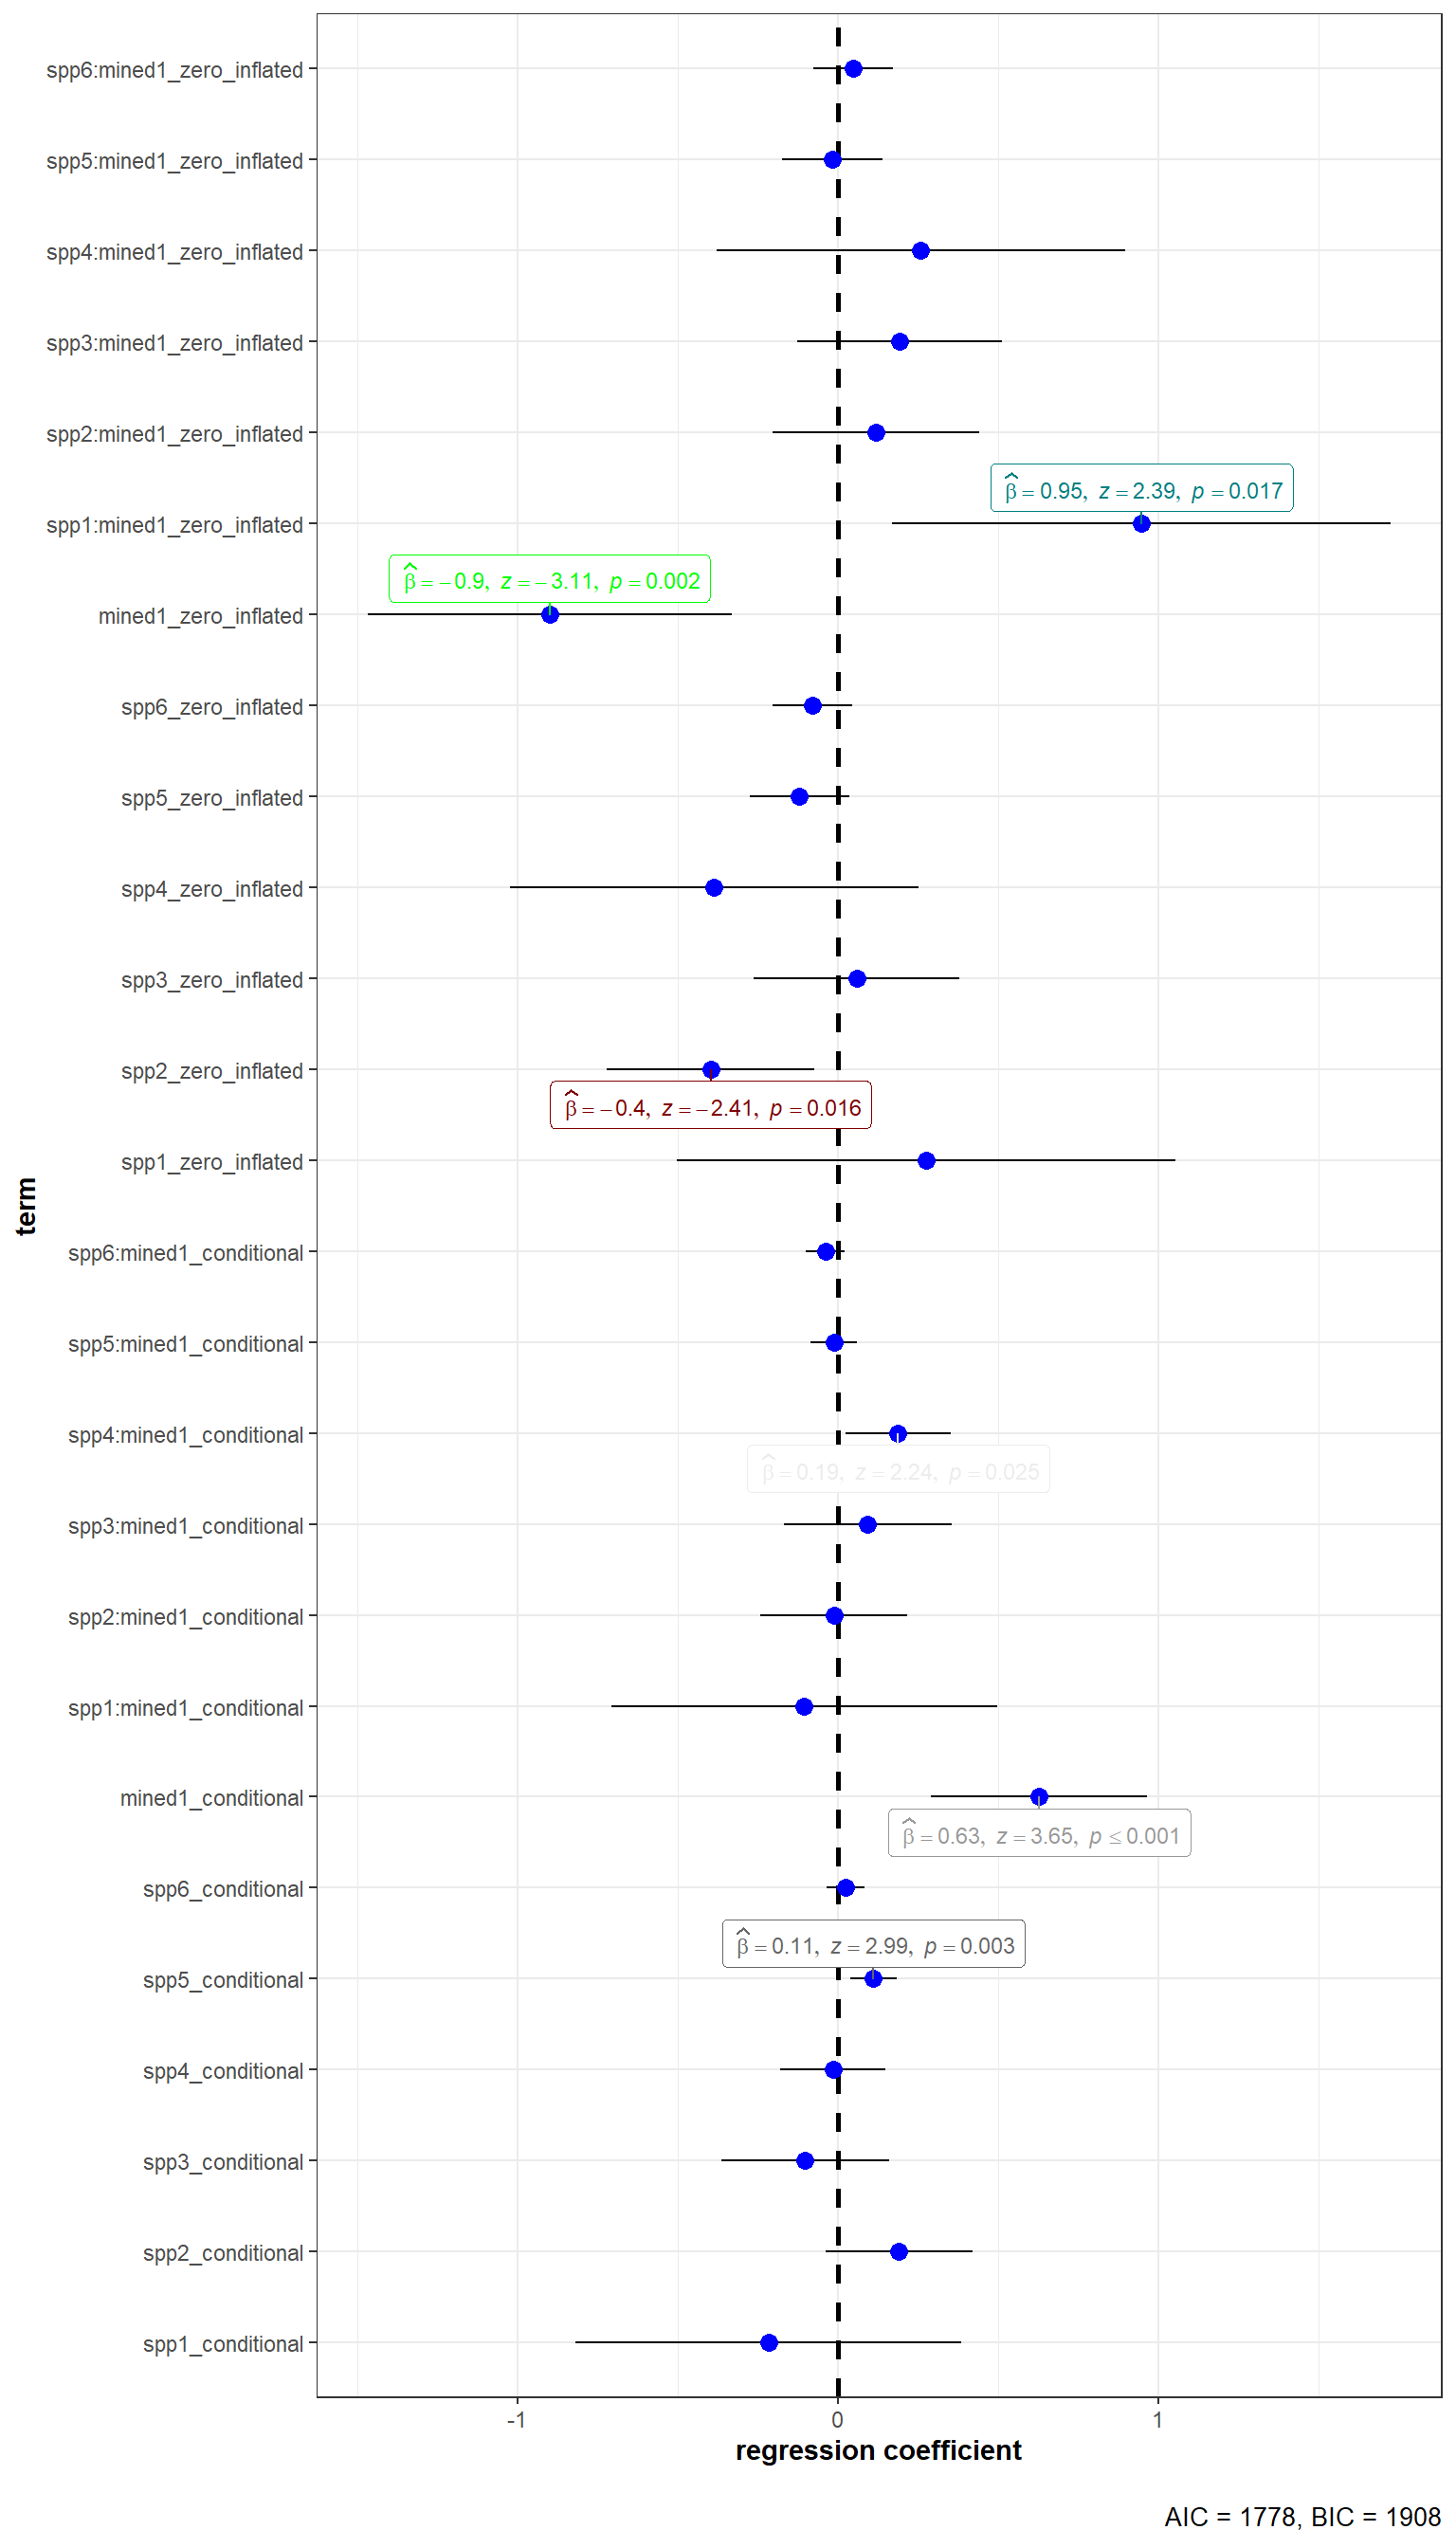 spp6:mined1_zero_inflated
spp5:mined1_zero_inflated
spp4:mined1_zero_inflated
spp3:mined1_zero_inflated
spp2:mined1_zero_inflated
β̂ = 0.95, z = 2.39, p = 0.017
spp1:mined1_zero_inflated
β̂ = −0.9, z = −3.11, p = 0.002
mined1_zero_inflated
spp6_zero_inflated
spp5_zero_inflated
spp4_zero_inflated
spp3_zero_inflated
spp2_zero_inflated
β̂ = −0.4, z = −2.41, p = 0.016
spp1_zero_inflated
term
spp6:mined1_conditional
spp5:mined1_conditional
spp4:mined1_conditional
β̂ = 0.19, z = 2.24, p = 0.025
spp3:mined1_conditional
spp2:mined1_conditional
spp1:mined1_conditional
mined1_conditional
β̂ = 0.63, z = 3.65, p ≤ 0.001
spp6_conditional
β̂ = 0.11, z = 2.99, p = 0.003
spp5_conditional
spp4_conditional
spp3_conditional
spp2_conditional
spp1_conditional
-1 0 1
regression coefficient
AIC = 1778, BIC = 1908